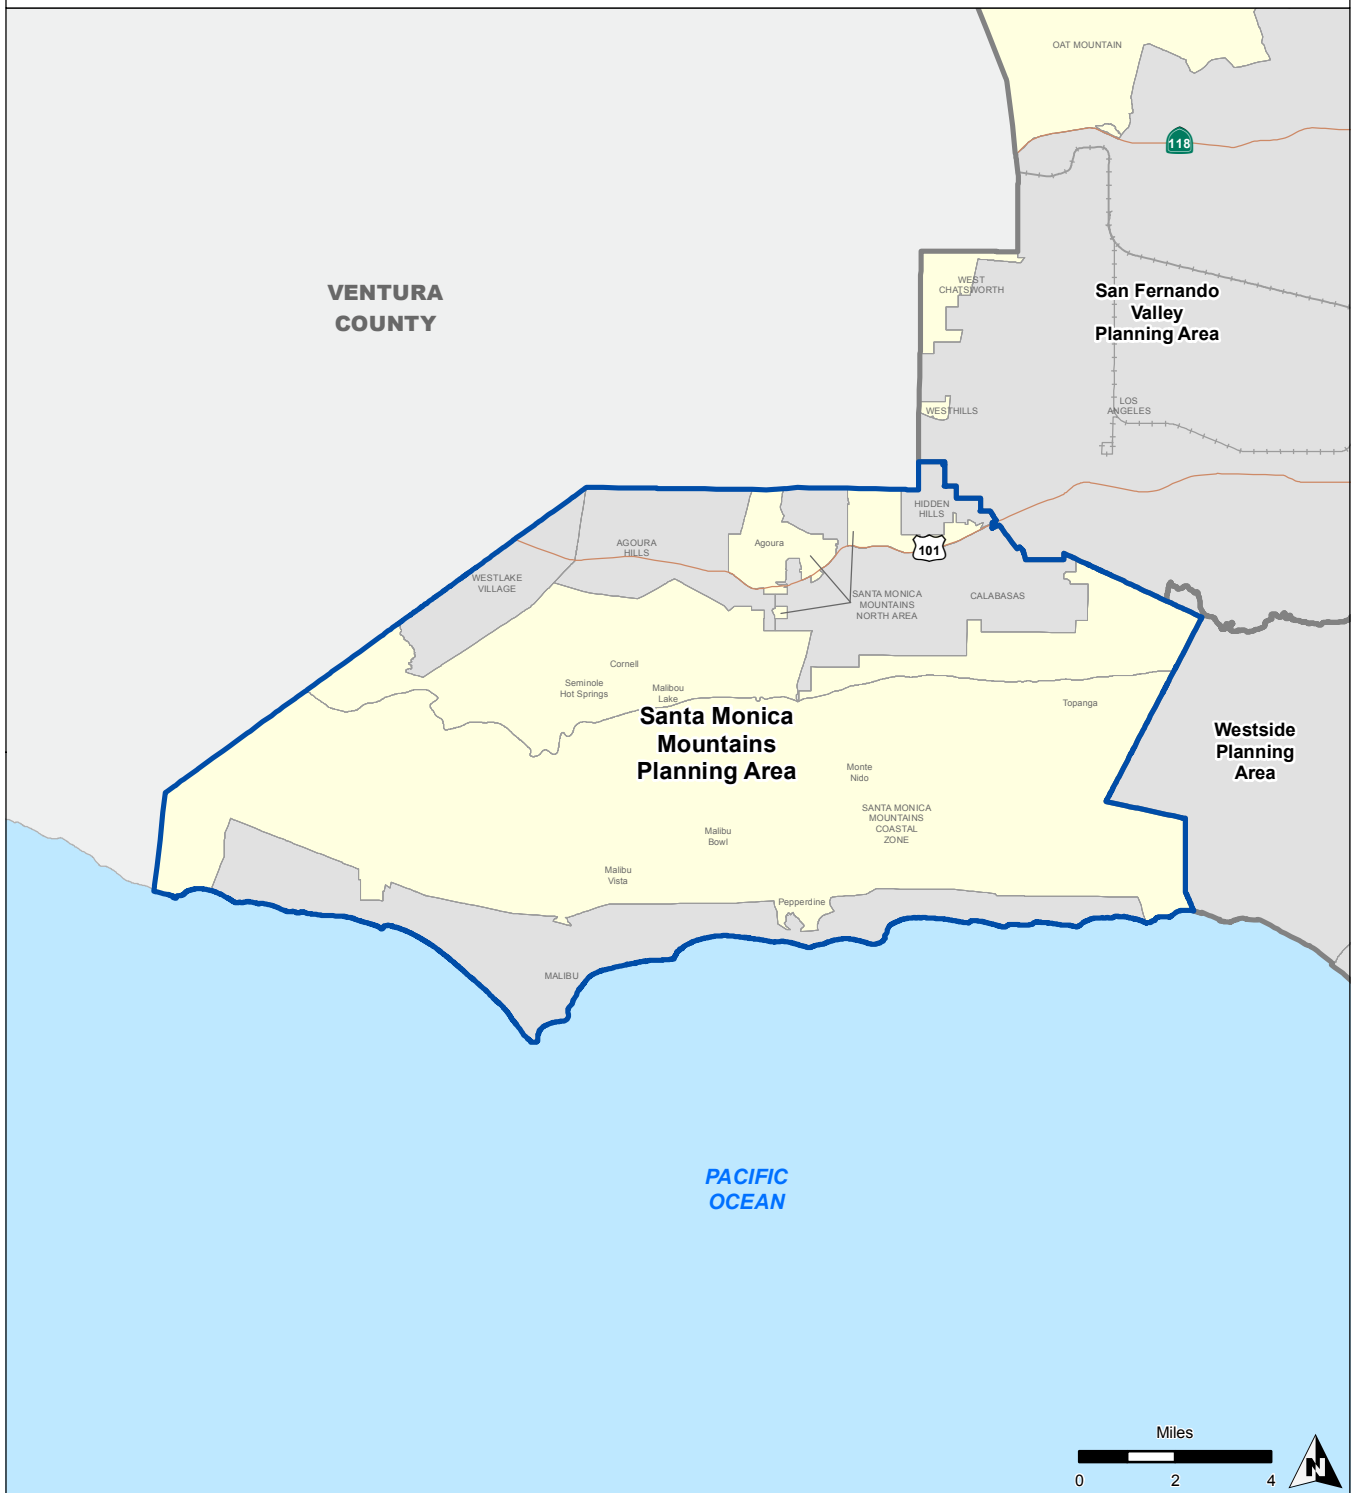 OAT MOUNTAIN
118
VENTURA
COUNTY
WEST
CHATSWORTH
San Fernando
Valley
Planning Area
WESTHILLS
LOS
ANGELES
HIDDEN
HILLS
AGOURA
HILLS
Agoura
101
WESTLAKE
VILLAGE
SANTA MONICA
MOUNTAINS
NORTH AREA
CALABASAS
Cornell
Seminole
Hot Springs
Malibou
Lake
Topanga
Santa Monica
Mountains
Planning Area
Westside
Planning
Area
Monte
Nido
SANTA MONICA
MOUNTAINS
COASTAL
ZONE
Malibu
Bowl
Malibu
Vista
Pepperdine
MALIBU
PACIFIC
OCEAN
Miles
0 2 4
N